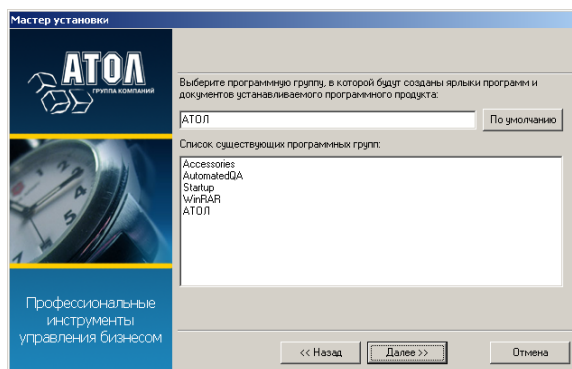 Мастер установки
АТОЛ
ГРУППА КОМПАНИЙ
Выберите программную группу, в которой будут созданы ярлыки программ и
документов устанавливаемого программного продукта:
АТОЛ
По умолчанию
Список существующих программных групп:
Accessories
AutomatedQA
Startup
WinRAR
АТОЛ
Профессиональные
инструменты
управления бизнесом
<< Назад
Далее >>
Отмена